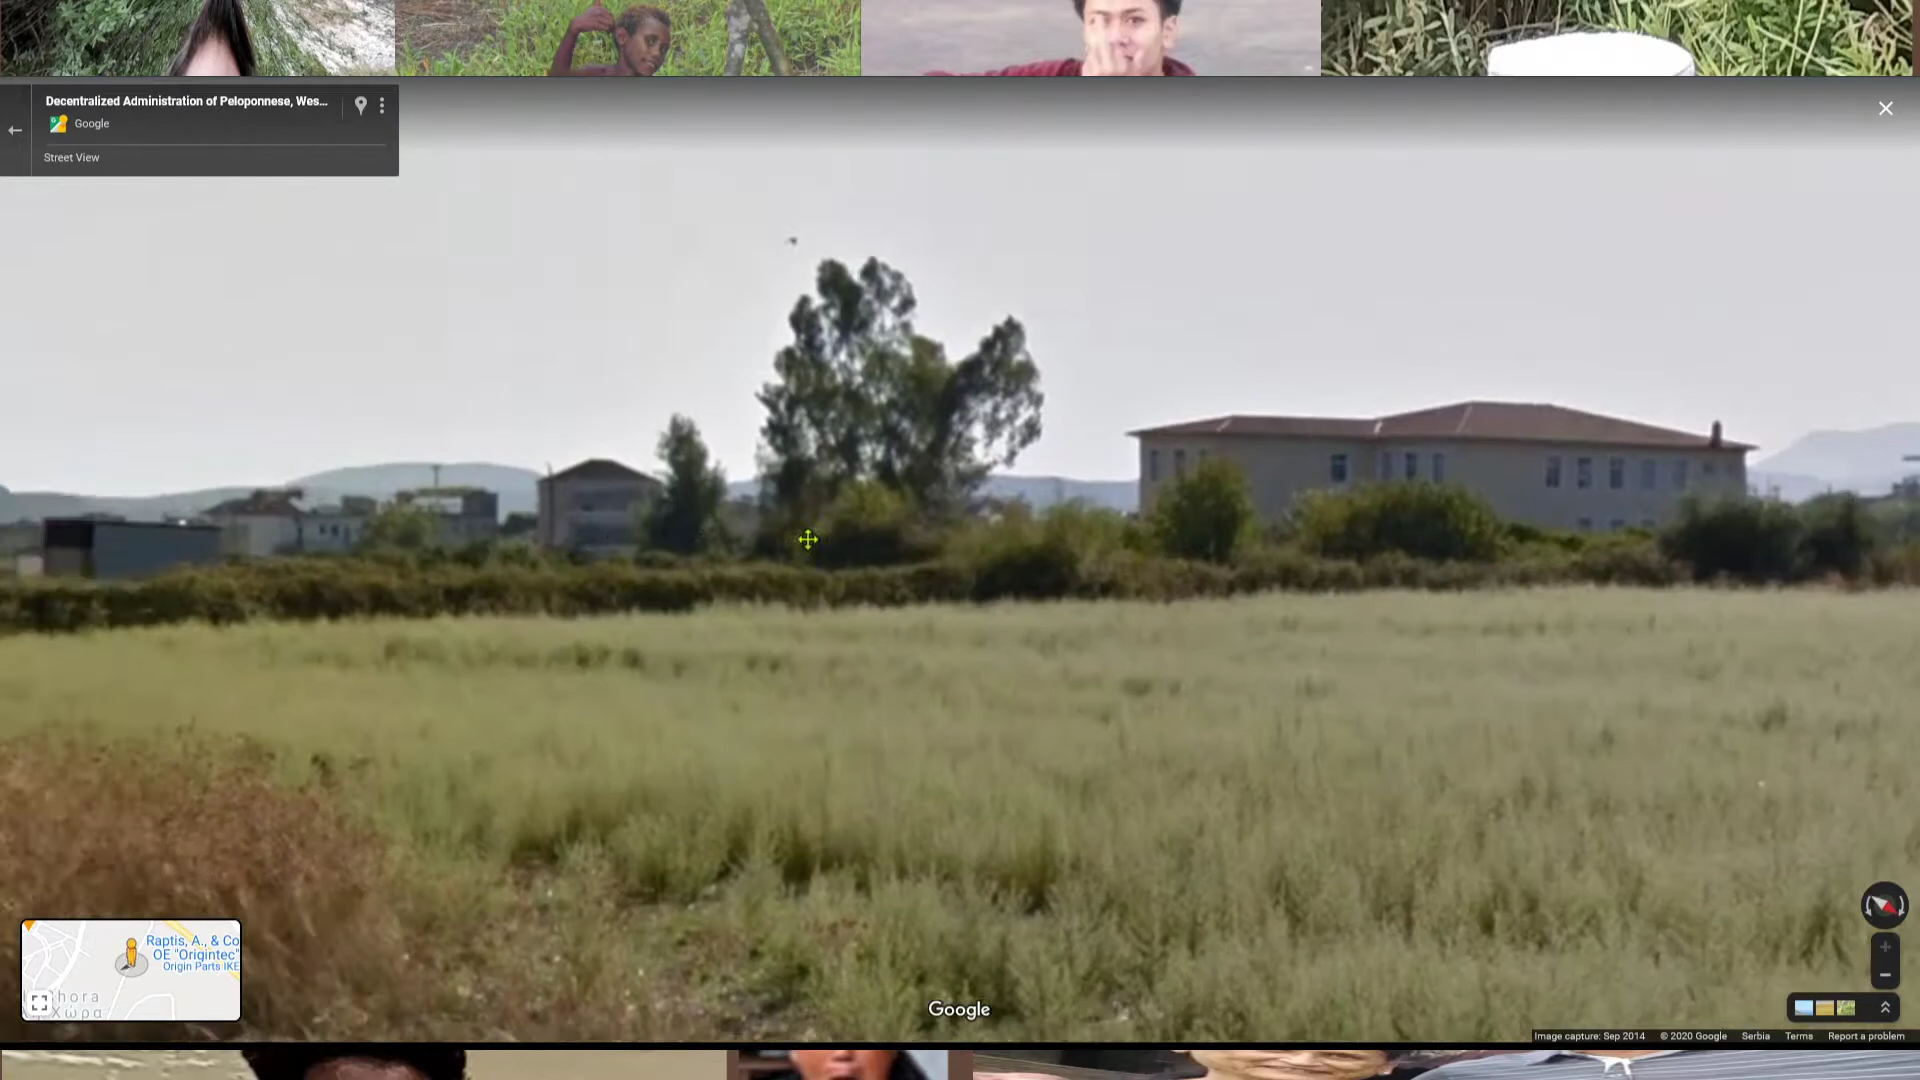 Decentralized Administration of Peloponnese, Wes...
Google
Street View
Raptis, A., & Co
OE "Origintec"
Origin Parts IKE
hora
Χώρα
Google
Image capture: Sep 2014 © 2020 Google Serbia Terms Report a problem